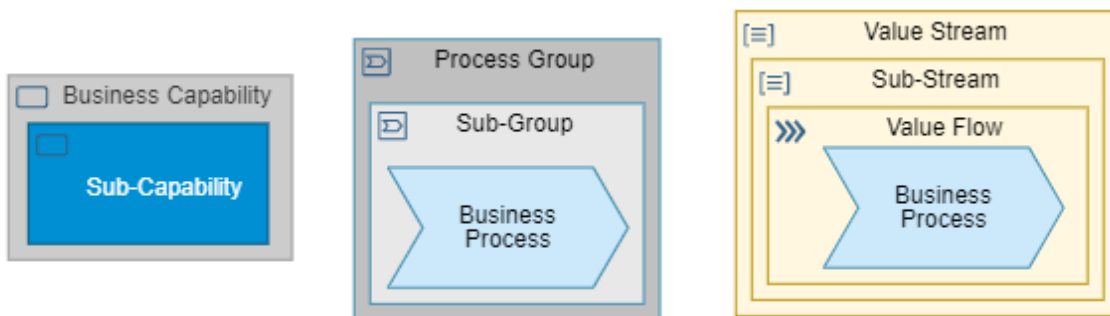 Business Capability
Sub-Capability
Process Group
Sub-Group
Business
Process
Value Stream
Sub-Stream
Value Flow
Business
Process